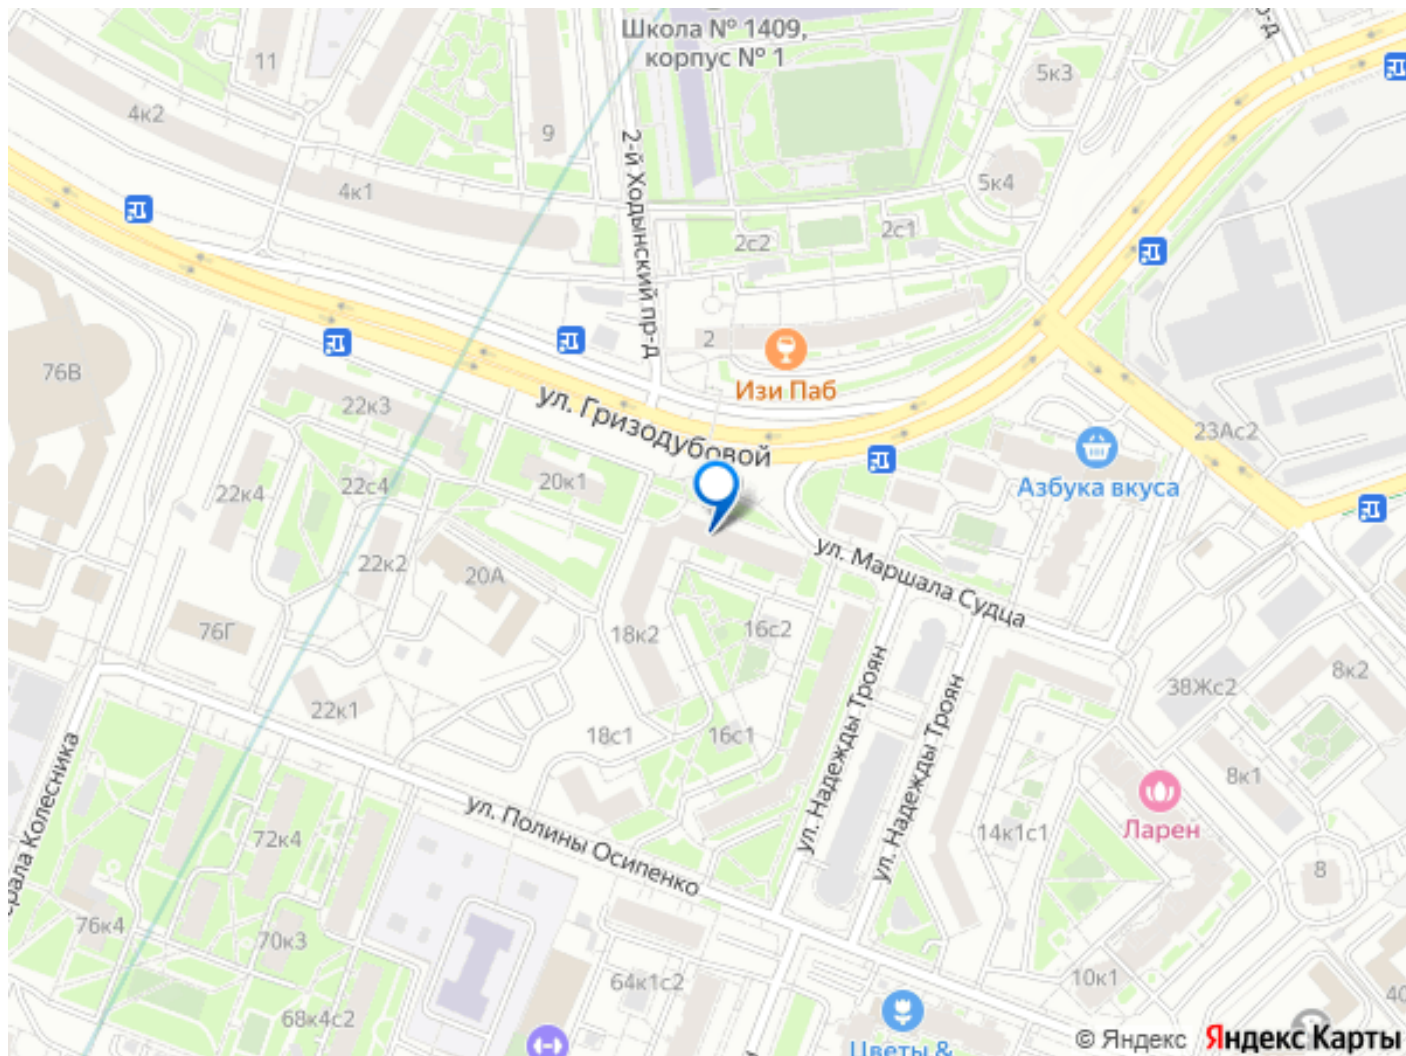 Школа № 1409,
корпус № 1
11
5к3
4к2
9
2-й Ходынский пр-д
5к4
4к1
2с2
2с1
2
76В
Изи Паб
22к3
ул. Гризодубовой
23Ас2
Азбука вкуса
22к4
22с4
20к1
22к2
20А
ул. Маршала Судца
76Г
18к2
16с2
22к1
18с1
16с1
ул. Надежды Троян
ул. Надежды Троян
38Жс2
8к2
8к1
Ларен
14к1с1
72к4
ул. Полины Осипенко
8
76к4
70к3
64к1с2
10к1
68к4с2
Цветы &
© Яндекс Яндекс Карты